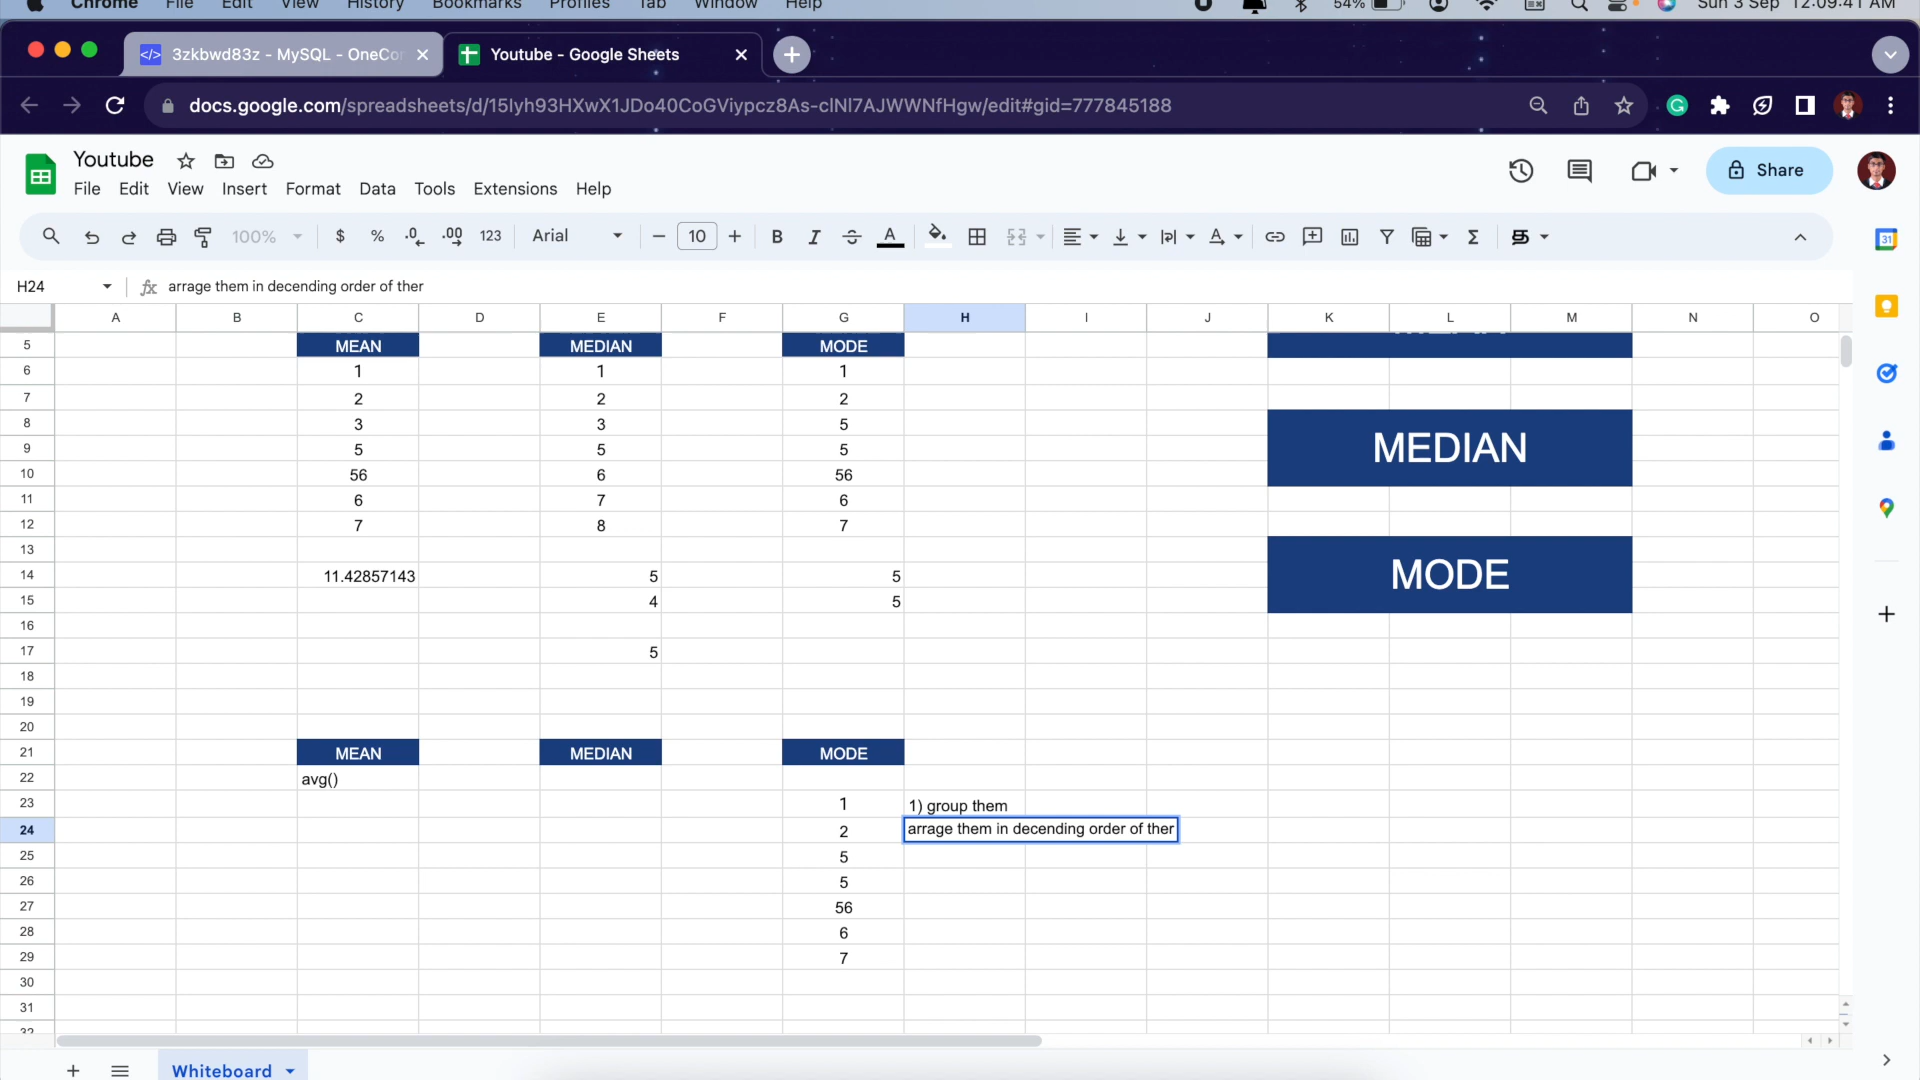 Chrome File Edit View History Bookmarks Profiles Tab Window Help 54% Sun 3 Sep 12:09:41 AM
3zkbwd83z - MySQL - OneCo Youtube - Google Sheets
docs.google.com/spreadsheets/d/15lyh93HXwX1JDo40CoGViypcz8As-clNl7AJWWNfHgw/edit#gid=777845188
Youtube
File Edit View Insert Format Data Tools Extensions Help
Share
100% $ % .0 .00 123 Arial 10 B I A
H24 fx arrage them in decending order of ther
A B C D E F G H I J K L M N O
5 MEAN MEDIAN MODE
6 1 1 1
7 2 2 2
8 3 3 5
9 5 5 5
MEDIAN
10 56 6 56
11 6 7 6
12 7 8 7
13
14 11.42857143 5 5
MODE
15 4 5
16
17 5
18
19
20
21 MEAN MEDIAN MODE
22 avg()
23 1 1) group them
24 2 arrage them in decending order of ther
25 5
26 5
27 56
28 6
29 7
30
31
32
Whiteboard